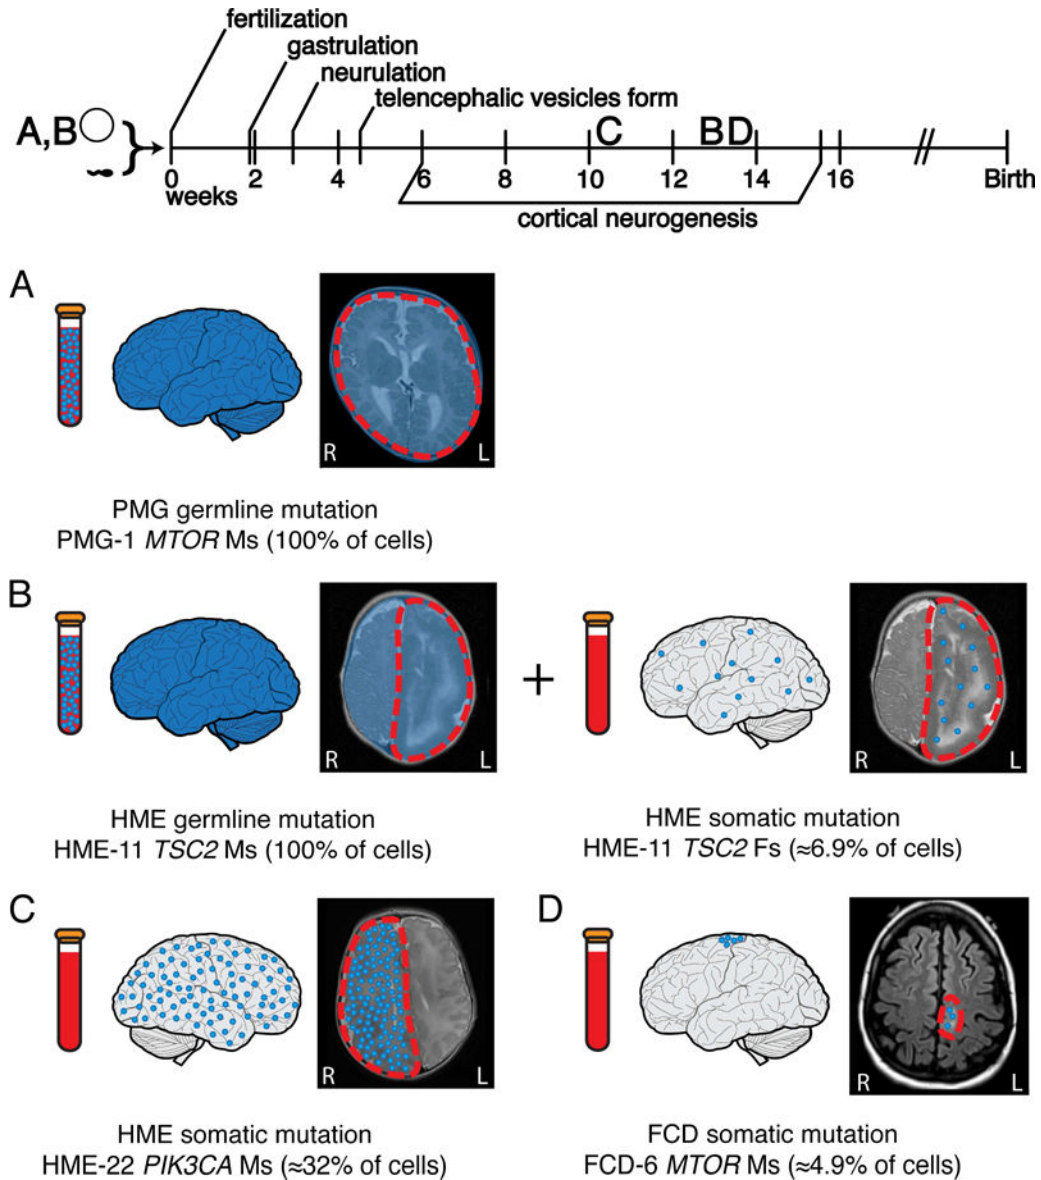 fertilization
gastrulation
neurulation
telencephalic vesicles form
A,B
C
B D
0 2 4 6 8 10 12 14 16 Birth
weeks
cortical neurogenesis
A
R L
PMG germline mutation
PMG-1 MTOR Ms (100% of cells)
B
R L
+
R L
HME germline mutation
HME-11 TSC2 Ms (100% of cells)
HME somatic mutation
HME-11 TSC2 Fs (≈6.9% of cells)
C
R L
HME somatic mutation
HME-22 PIK3CA Ms (≈32% of cells)
D
R L
FCD somatic mutation
FCD-6 MTOR Ms (≈4.9% of cells)